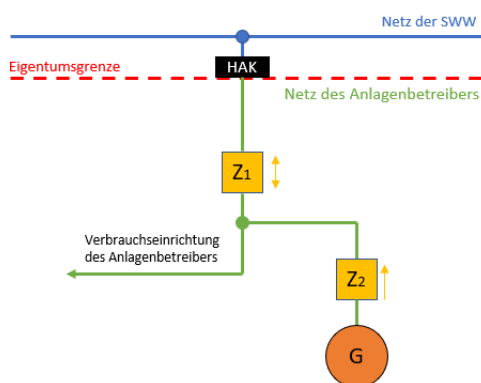 Netz der SWW
Eigentumsgrenze
HAK
Netz des Anlagenbetreibers
Z1
Verbrauchseinrichtung
des Anlagenbetreibers
Z2
G